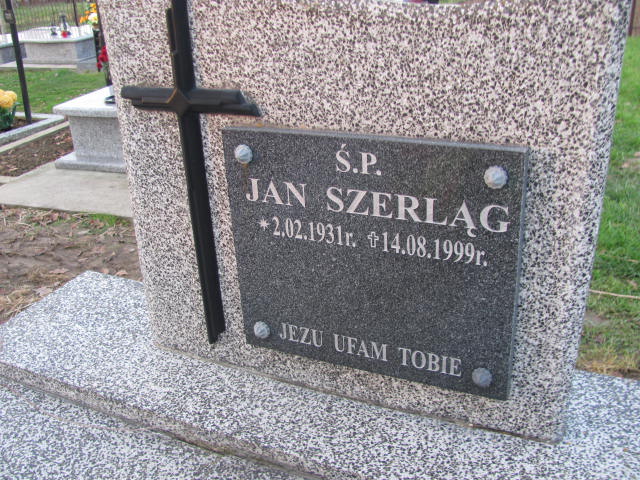 Ś.P.
JAN SZERLĄG
* 2.02.1931r. ✝ 14.08.1999r.
JEZU UFAM TOBIE